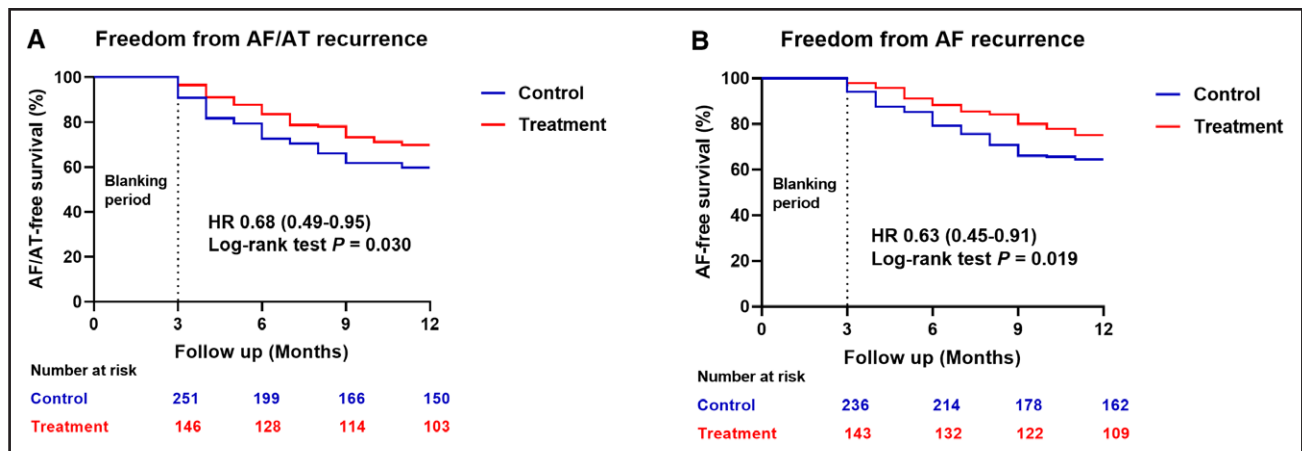 A Freedom from AF/AT recurrence
AF/AT-free survival (%)
100
80
60
40
20
0
Blanking
period
HR 0.68 (0.49-0.95)
Log-rank test P = 0.030
Control
Treatment
0 3 6 9 12
Follow up (Months)
Number at risk
Control 251 199 166 150
Treatment 146 128 114 103
B Freedom from AF recurrence
AF-free survival (%)
100
80
60
40
20
0
Blanking
period
HR 0.63 (0.45-0.91)
Log-rank test P = 0.019
Control
Treatment
0 3 6 9 12
Follow up (Months)
Number at risk
Control 236 214 178 162
Treatment 143 132 122 109